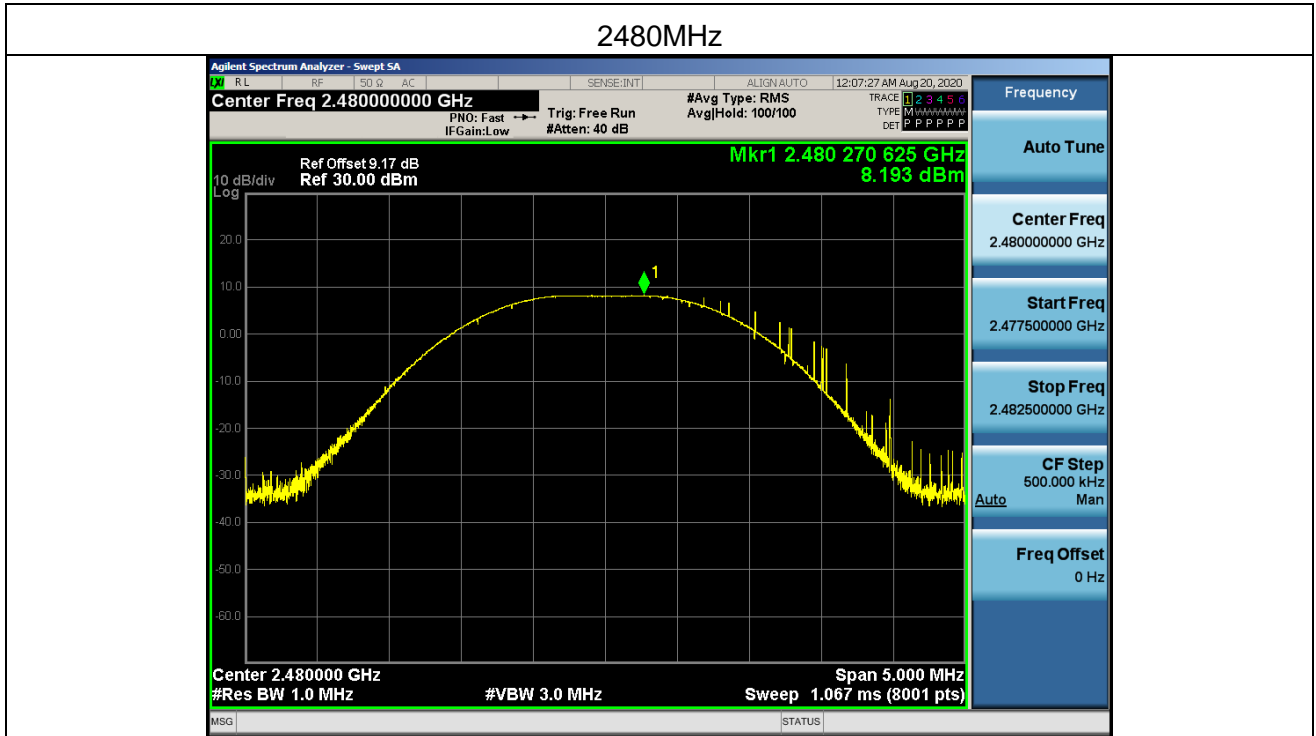 2480MHz
Agilent Spectrum Analyzer - Swept SA
LXI RL RF 50 Ω AC SENSE:INT ALIGN AUTO 12:07:27 AM Aug 20, 2020
Center Freq 2.480000000 GHz
#Avg Type: RMS
TRACE 1 2 3 4 5 6
PNO: Fast
Trig: Free Run
Avg|Hold: 100/100
TYPE M WWWWW
IFGain:Low
#Atten: 40 dB
DET P P P P P P
Mkr1 2.480 270 625 GHz
8.193 dBm
Ref Offset 9.17 dB
10 dB/div Ref 30.00 dBm
Log
20.0
10.0
0.00
-10.0
-20.0
-30.0
-40.0
-50.0
-60.0
1
Center 2.480000 GHz
Span 5.000 MHz
#Res BW 1.0 MHz
#VBW 3.0 MHz
Sweep 1.067 ms (8001 pts)
MSG
STATUS
Frequency
Auto Tune
Center Freq
2.480000000 GHz
Start Freq
2.477500000 GHz
Stop Freq
2.482500000 GHz
CF Step
500.000 kHz
Auto Man
Freq Offset
0 Hz